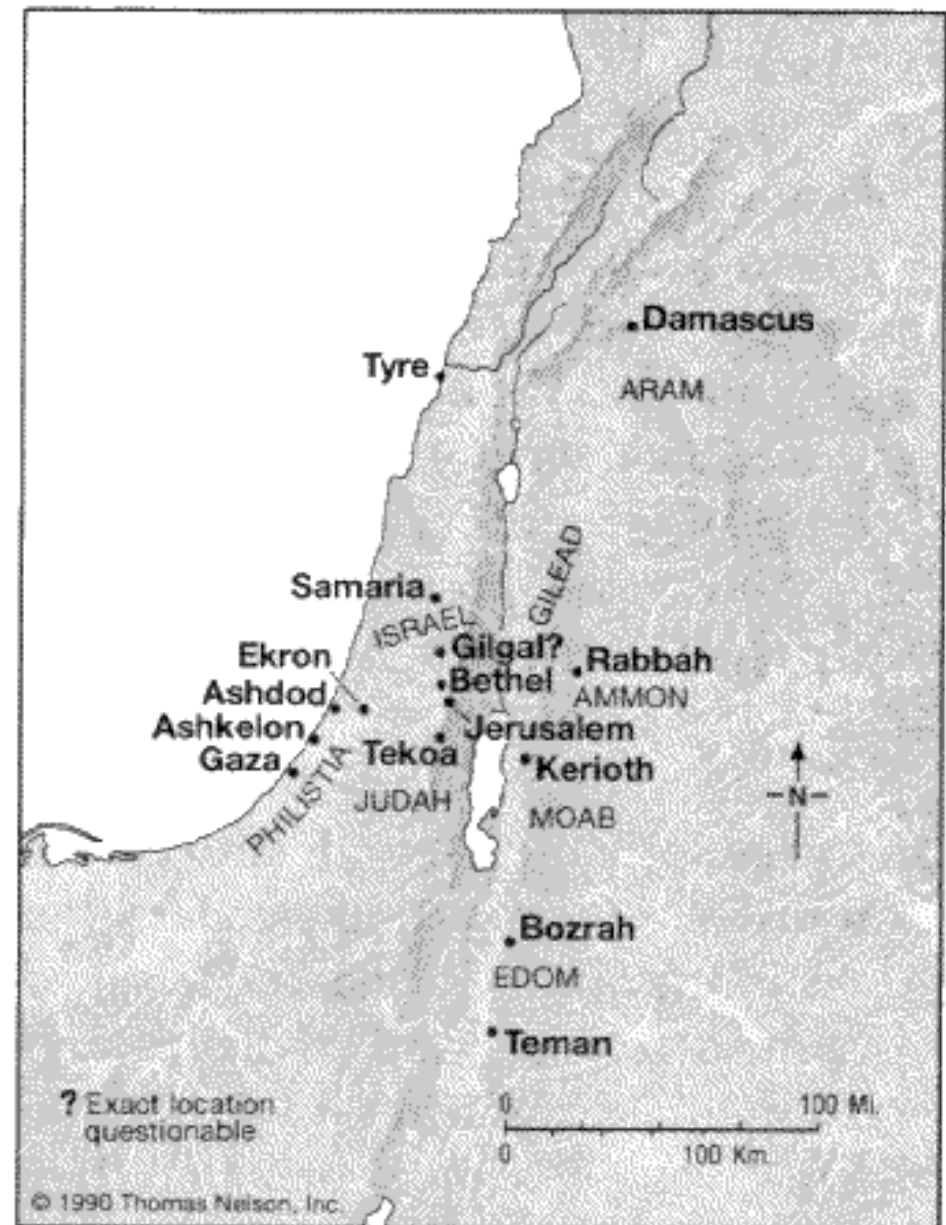 Damascus
Tyre
ARAM
GILEAD
Samaria
ISRAEL
Gilgal?
Ekron
Rabbah
Bethel
AMMON
Ashdod
Ashkelon
Jerusalem
Tekoa
Gaza
Kerioth
PHILISTIA
JUDAH
MOAB
-N-
Bozrah
EDOM
Teman
? Exact location
questionable
0 100 Mi.
0 100 Km.
© 1990 Thomas Nelson, Inc.